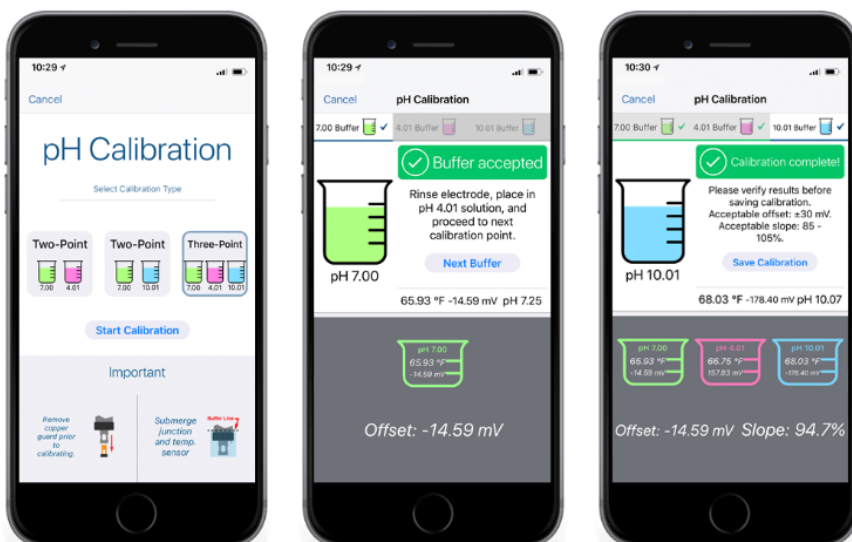 10:29
Cancel
pH Calibration
Select Calibration Type
Two-Point
Two-Point
Three-Point
7.00 4.01
7.00 10.01
7.00 4.01 10.01
Start Calibration
Important
Remove
copper
guard prior
to
calibrating.
Submerge
junction
and temp.
sensor
Buffer Line
10:29
Cancel pH Calibration
7.00 Buffer 4.01 Buffer 10.01 Buffer
Buffer accepted
Rinse electrode, place in
pH 4.01 solution, and
proceed to next
calibration point.
Next Buffer
pH 7.00
65.93 °F -14.59 mV pH 7.25
pH 7.00
65.93 °F
-14.59 mV
Offset: -14.59 mV
10:30
Cancel pH Calibration
7.00 Buffer 4.01 Buffer 10.01 Buffer
Calibration complete!
Please verify results before
saving calibration.
Acceptable offset: ±30 mV.
Acceptable slope: 85 -
105%.
Save Calibration
pH 10.01
68.03 °F -178.40 mV pH 10.07
pH 7.00
65.93 °F
-14.59 mV
pH 4.01
66.75 °F
157.83 mV
pH 10.01
68.03 °F
-178.40 mV
Offset: -14.59 mV Slope: 94.7%